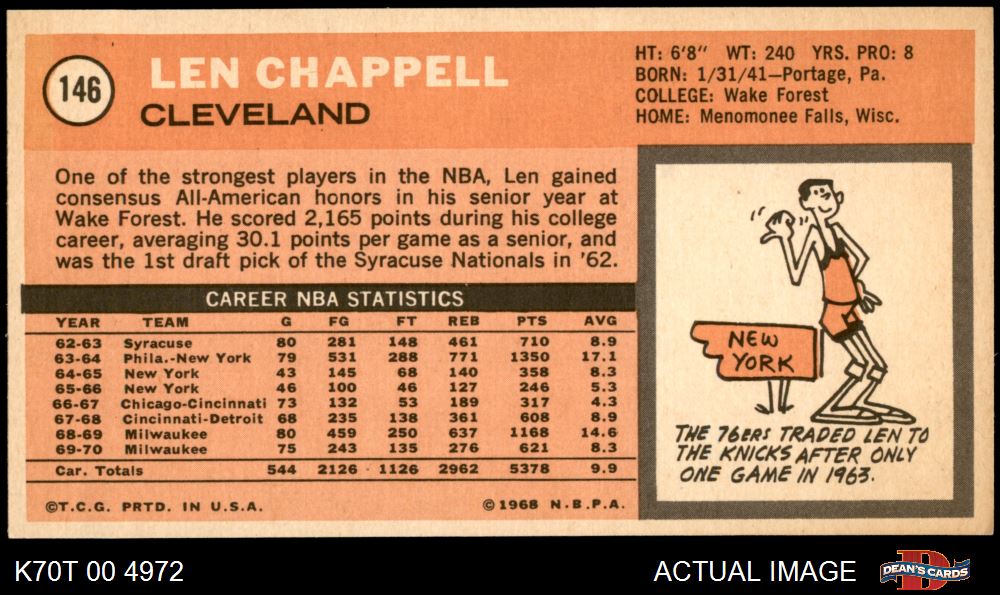 146
LEN CHAPPELL
CLEVELAND
HT: 6'8" WT: 240 YRS. PRO: 8
BORN: 1/31/41—Portage, Pa.
COLLEGE: Wake Forest
HOME: Menomonee Falls, Wisc.
One of the strongest players in the NBA, Len gained
consensus All-American honors in his senior year at
Wake Forest. He scored 2,165 points during his college
career, averaging 30.1 points per game as a senior, and
was the 1st draft pick of the Syracuse Nationals in '62.
CAREER NBA STATISTICS
YEAR TEAM G FG FT REB PTS AVG
62-63 Syracuse 80 281 148 461 710 8.9
63-64 Phila.-New York 79 531 288 771 1350 17.1
64-65 New York 43 145 68 140 358 8.3
65-66 New York 46 100 46 127 246 5.3
66-67 Chicago-Cincinnati 73 132 53 189 317 4.3
67-68 Cincinnati-Detroit 68 235 138 361 608 8.9
68-69 Milwaukee 80 459 250 637 1168 14.6
69-70 Milwaukee 75 243 135 276 621 8.3
Car. Totals 544 2126 1126 2962 5378 9.9
©T.C.G. PRTD. IN U.S.A.
©1968 N.B.P.A.
NEW
YORK
THE 76ERS TRADED LEN TO
THE KNICKS AFTER ONLY
ONE GAME IN 1963.
K70T 00 4972
ACTUAL IMAGE
D
DEAN'S CARDS